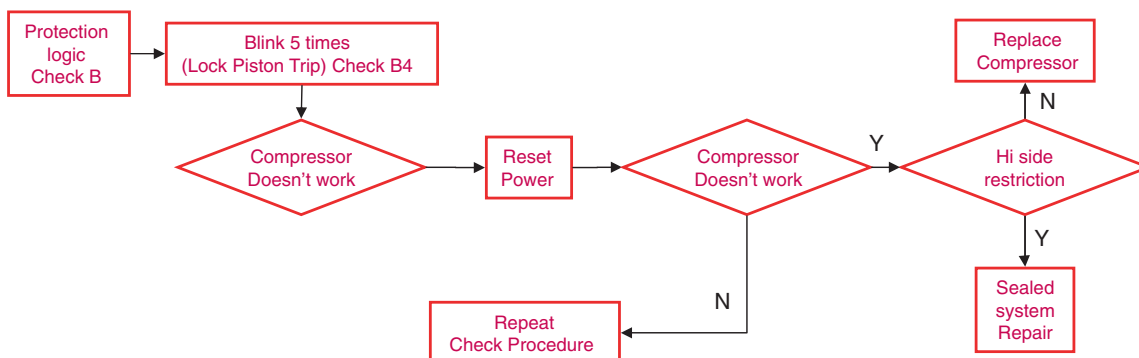 Protection
logic
Check B
Blink 5 times
(Lock Piston Trip) Check B4
Compressor
Doesn't work
Reset
Power
Compressor
Doesn't work
Y
Hi side
restriction
N
Replace
Compressor
Y
Sealed
system
Repair
N
Repeat
Check Procedure